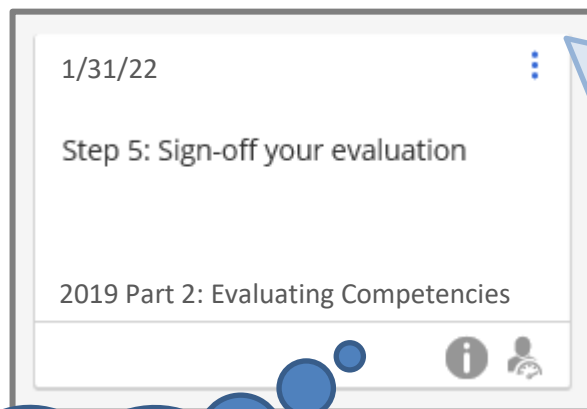 1/31/22
Step 5: Sign-off your evaluation
2019 Part 2: Evaluating Competencies